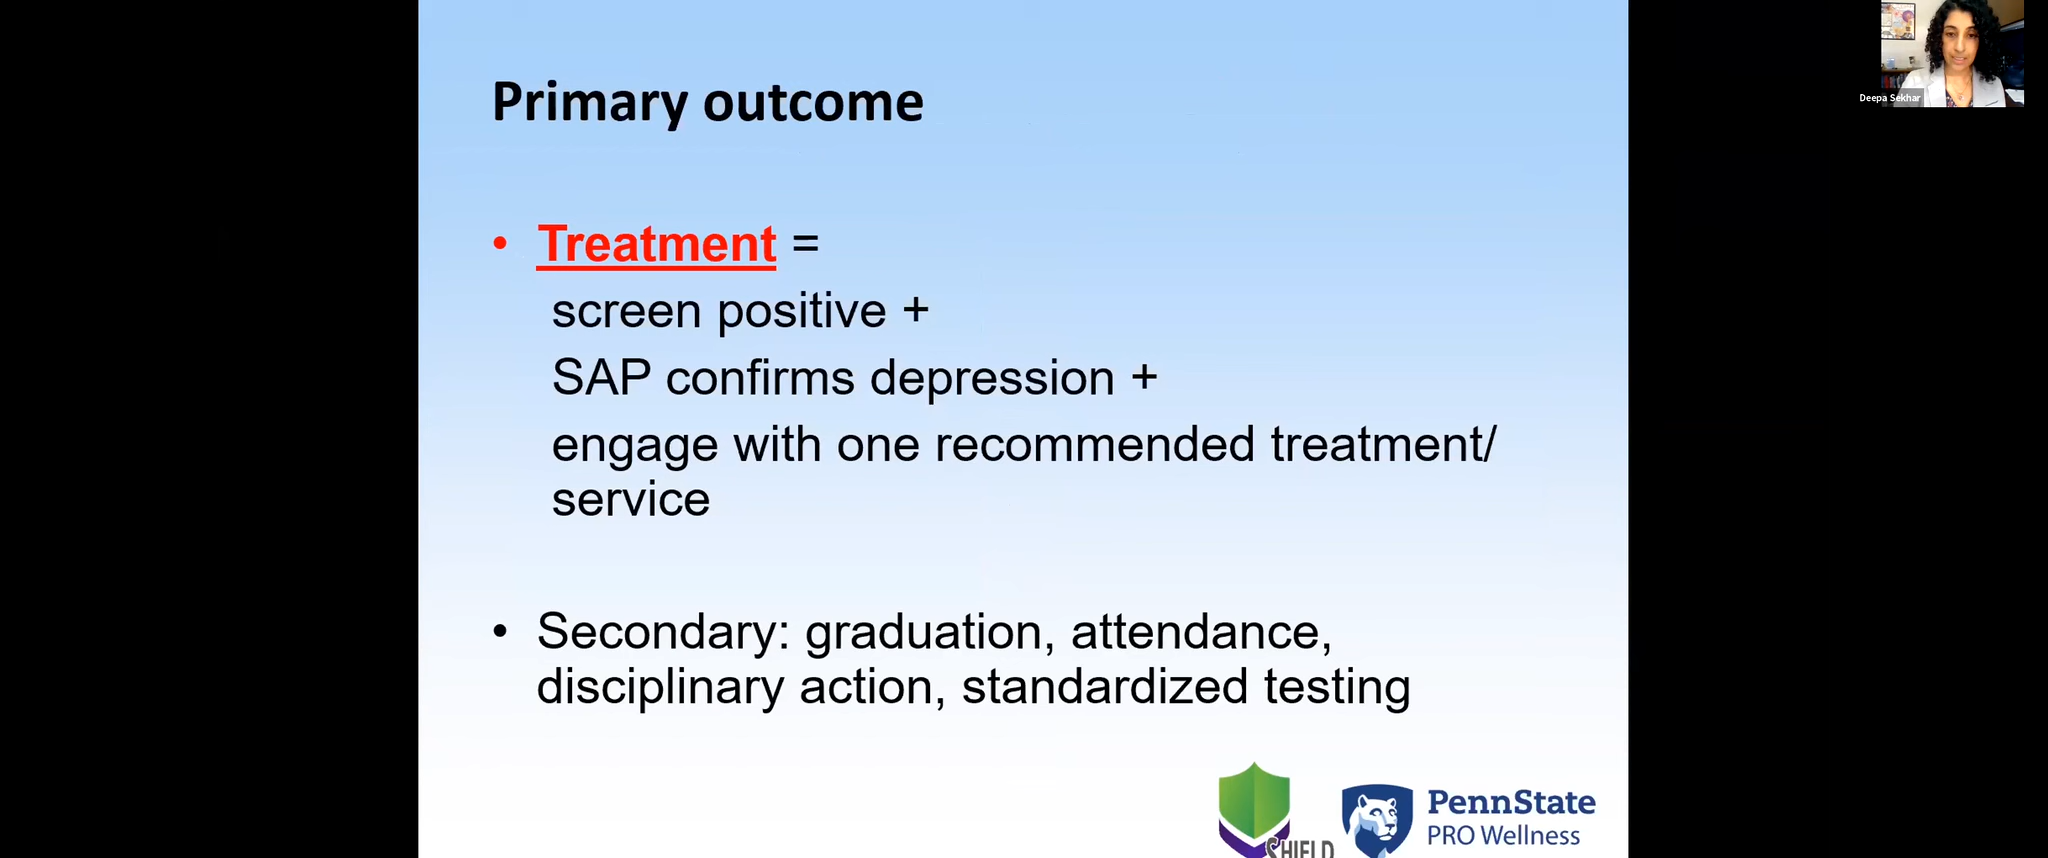 Primary outcome
Deepa Sekhar
• Treatment =
screen positive +
SAP confirms depression +
engage with one recommended treatment/
service
• Secondary: graduation, attendance,
disciplinary action, standardized testing
SHIELD
PennState
PRO Wellness